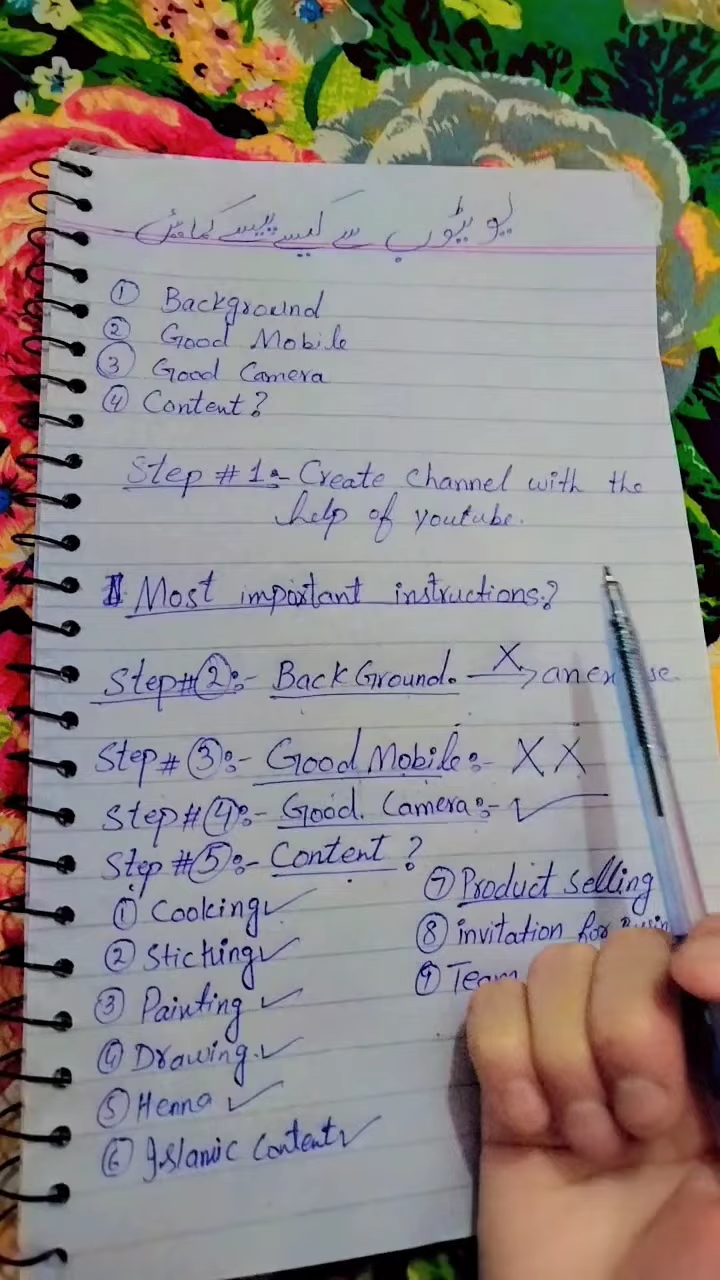 یوٹیوب سے کیسے پیسے کمائیں۔
① Background
② Good Mobile
③ Good Camera
④ Content?
Step # 1:- Create channel with the
help of youtube.
Most important instructions?
Step#②:- BackGround. X
Step # ③:- Good Mobile:- X X
Step #④:- Good. Camera:- ✓
Step #⑤:- Content ?
① Cooking ✓
② Stiching ✓
③ Painting ✓
④ Drawing. ✓
⑤ Henna ✓
⑥ Islamic Content ✓
⑦ Product selling
⑧ invitation for
⑨ Team